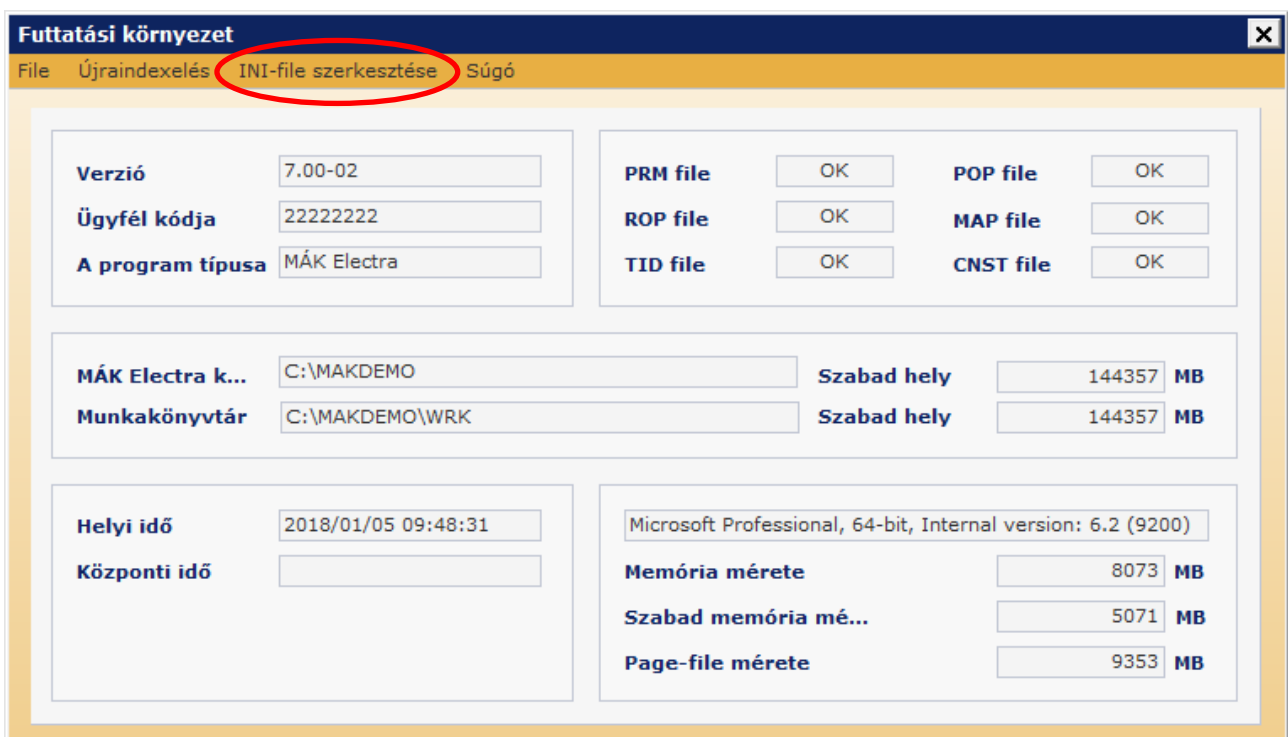 Futtatási környezet
File Újraindexelés INI-file szerkesztése Súgó
Verzió 7.00-02
Ügyfél kódja 22222222
A program típusa MÁK Electra
PRM file OK POP file OK
ROP file OK MAP file OK
TID file OK CNST file OK
MÁK Electra k... C:\MAKDEMO Szabad hely 144357 MB
Munkakönyvtár C:\MAKDEMO\WRK Szabad hely 144357 MB
Helyi idő 2018/01/05 09:48:31
Központi idő
Microsoft Professional, 64-bit, Internal version: 6.2 (9200)
Memória mérete 8073 MB
Szabad memória mé... 5071 MB
Page-file mérete 9353 MB